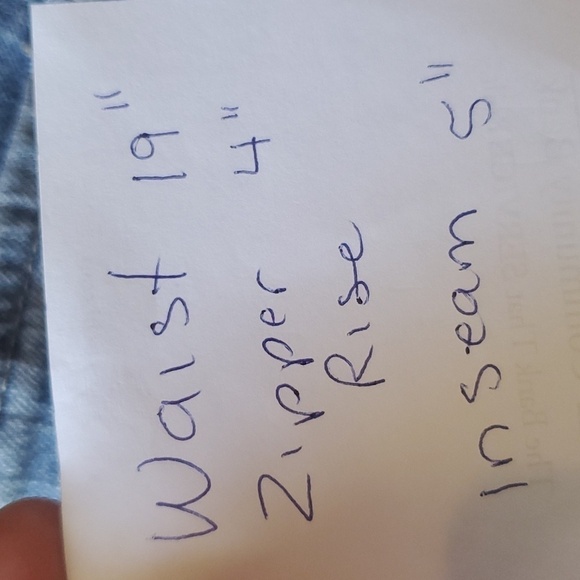 Waist 19"
Zipper 4"
Rise
Inseam 5"